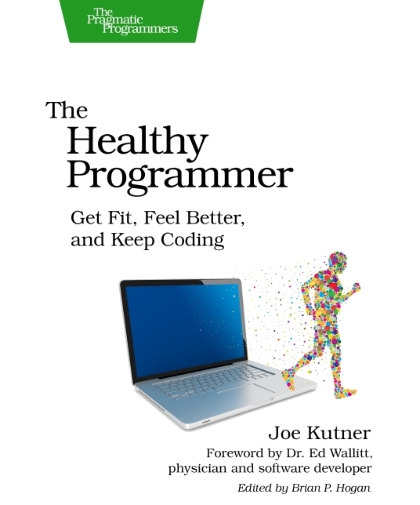 The
Pragmatic
Programmers
The
Healthy
Programmer
Get Fit, Feel Better,
and Keep Coding
Joe Kutner
Foreword by Dr. Ed Wallitt,
physician and software developer
Edited by Brian P. Hogan